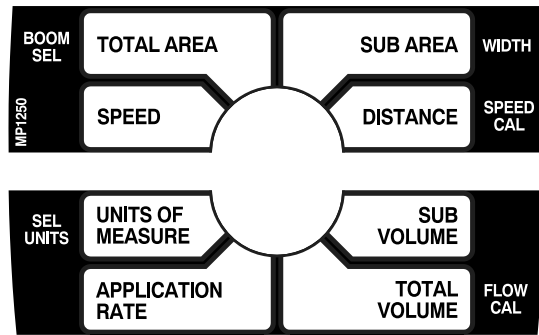 BOOM
SEL
TOTAL AREA
SUB AREA
WIDTH
MP1250
SPEED
DISTANCE
SPEED
CAL
SEL
UNITS
UNITS OF
MEASURE
SUB
VOLUME
APPLICATION
RATE
TOTAL
VOLUME
FLOW
CAL